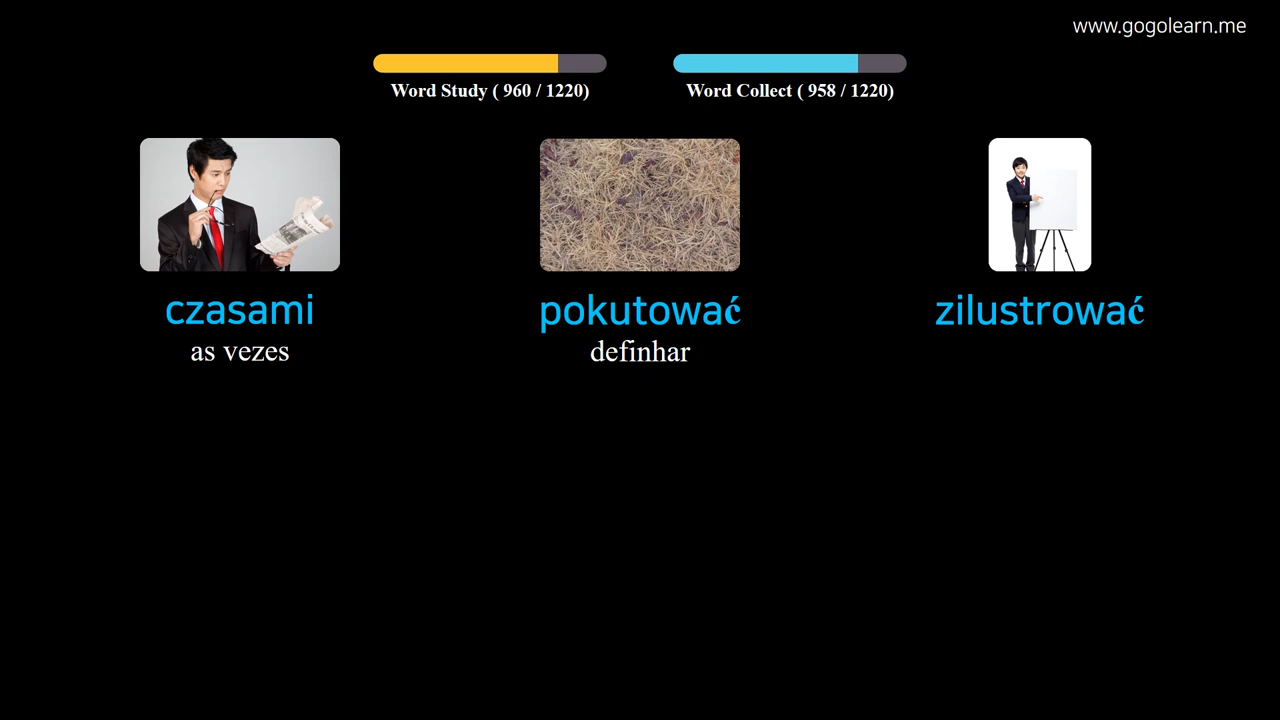 www.gogolearn.me
Word Study ( 960 / 1220)
Word Collect ( 958 / 1220)
czasami
as vezes
pokutować
definhar
zilustrować